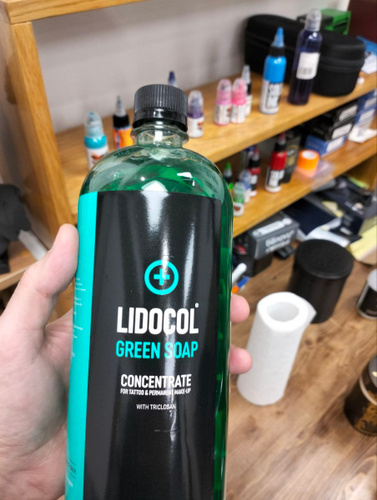 LIDOCOL®
GREEN SOAP
CONCENTRATE
FOR TATTOO & PERMANENT MAKE-UP
WITH TRICLOSAN